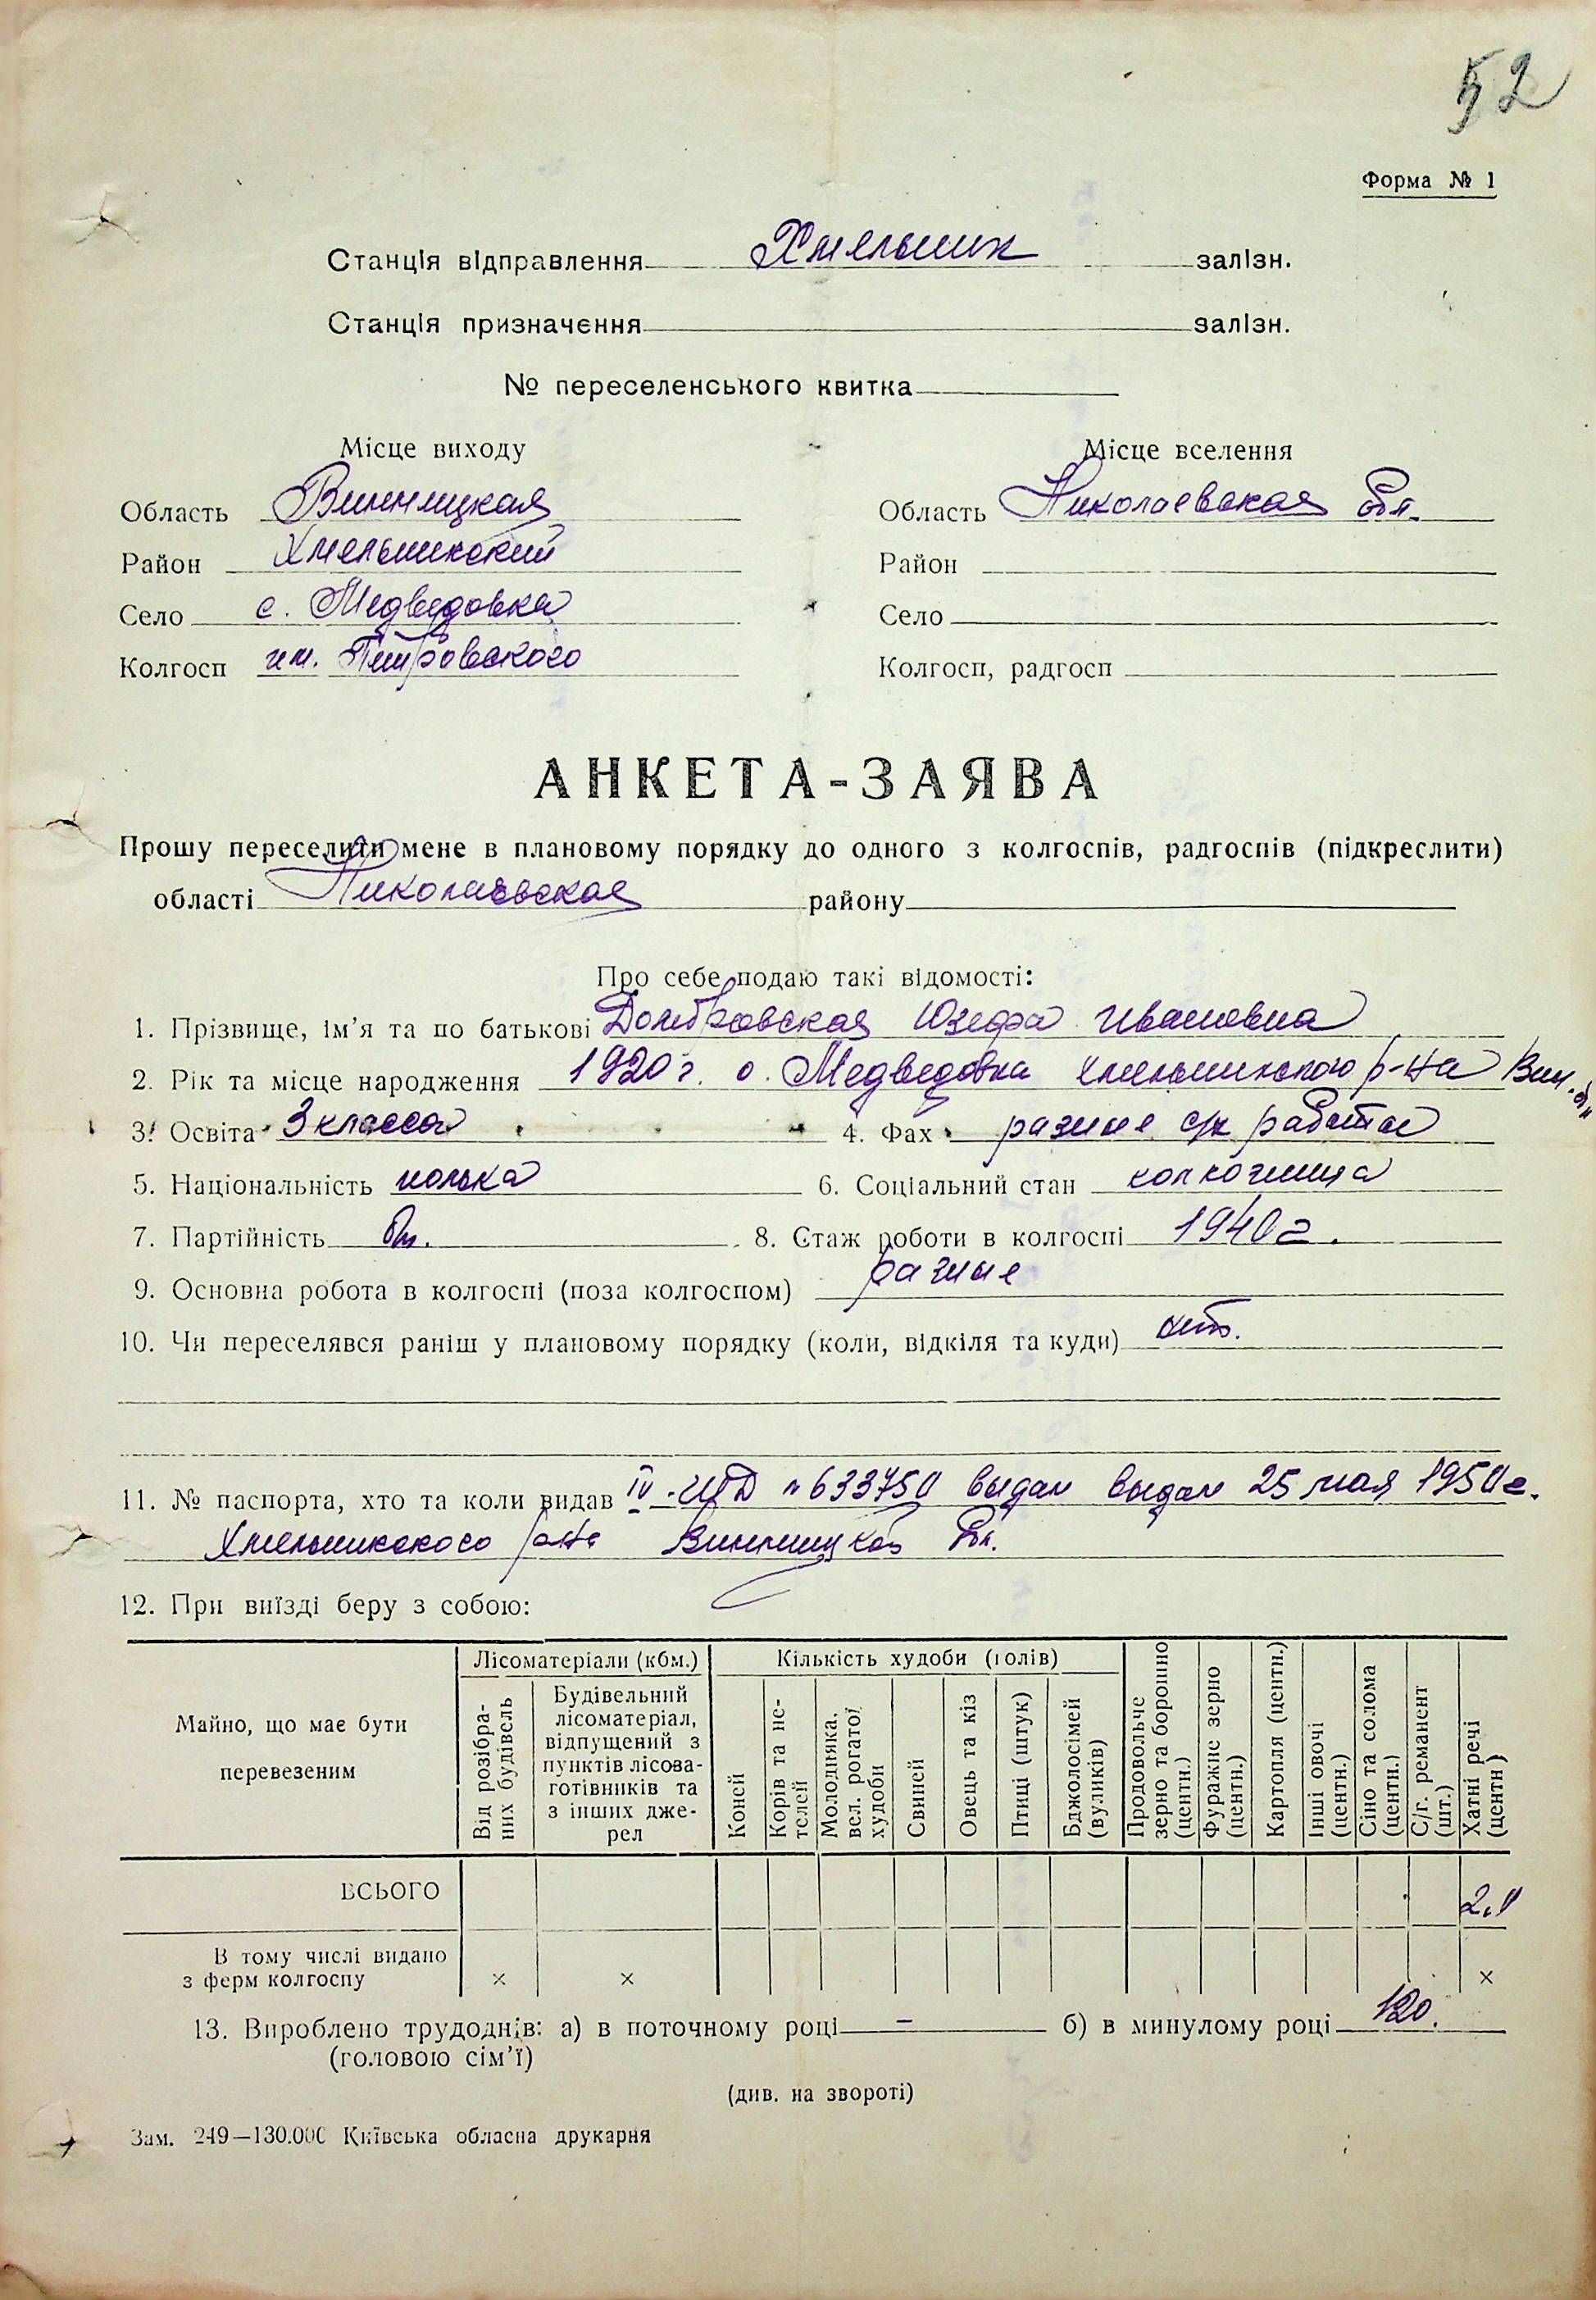 52
Форма № 1
Станція відправлення Хмельник залізн.
Станція призначення залізн.
№ переселенського квитка
Місце виходу Місце вселення
Область Винницкая Область Николаевская обл.
Район Хмельникский Район
Село с. Медведовка Село
Колгосп им. Петровского Колгосп, радгосп
АНКЕТА-ЗАЯВА
Прошу переселити мене в плановому порядку до одного з колгоспів, радгоспів (підкреслити)
області Николаевская району
Про себе подаю такі відомості:
1. Прізвище, ім'я та по батькові Домбровская Юзефа Ивановна
2. Рік та місце народження 1920 г. с. Медведовка Хмельникского р-на Вин. обл
3. Освіта 3 класса 4. Фах разные с/х работы
5. Національність полька 6. Соціальний стан колхозница
7. Партійність б/п. 8. Стаж роботи в колгоспі 1940 г.
9. Основна робота в колгоспі (поза колгоспом) разные
10. Чи переселявся раніш у плановому порядку (коли, відкіля та куди) нет.
11. № паспорта, хто та коли видав IV-ШД № 633750 выдан выдан 25 мая 1950 г.
Хмельникского р-на Винницкой обл.
12. При виїзді беру з собою:
Майно, що має бути перевезеним
Лісоматеріали (кбм.)
Кількість худоби (голів)
Від розібраних будівель
Будівельний лісоматеріал, відпущений з пунктів лісозаготівників та з інших джерел
Коней
Корів та нетелей
Молодняка, вел. рогатої худоби
Свиней
Овець та кіз
Птиці (штук)
Бджолосімей (вуликів)
Продовольче зерно та борошно (центн.)
Фуражне зерно (центн.)
Картопля (центн.)
Інші овочі (центн.)
Сіно та солома (центн.)
С/г. реманент (шт.)
Хатні речі (центн)
ВСЬОГО
В тому числі видано
з ферм колгоспу × × ×
13. Вироблено трудоднів: а) в поточному році – б) в минулому році 120.
(головою сім'ї)
(див. на звороті)
Зам. 249—130.000 Київська обласна друкарня